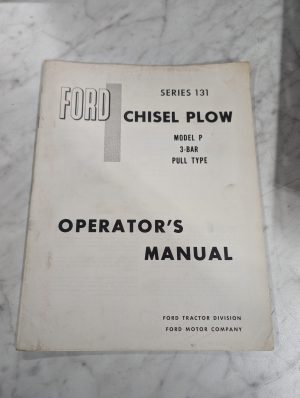 FORD
SERIES 131
CHISEL PLOW
MODEL P
3-BAR
PULL TYPE
OPERATOR'S
MANUAL
FORD TRACTOR DIVISION
FORD MOTOR COMPANY